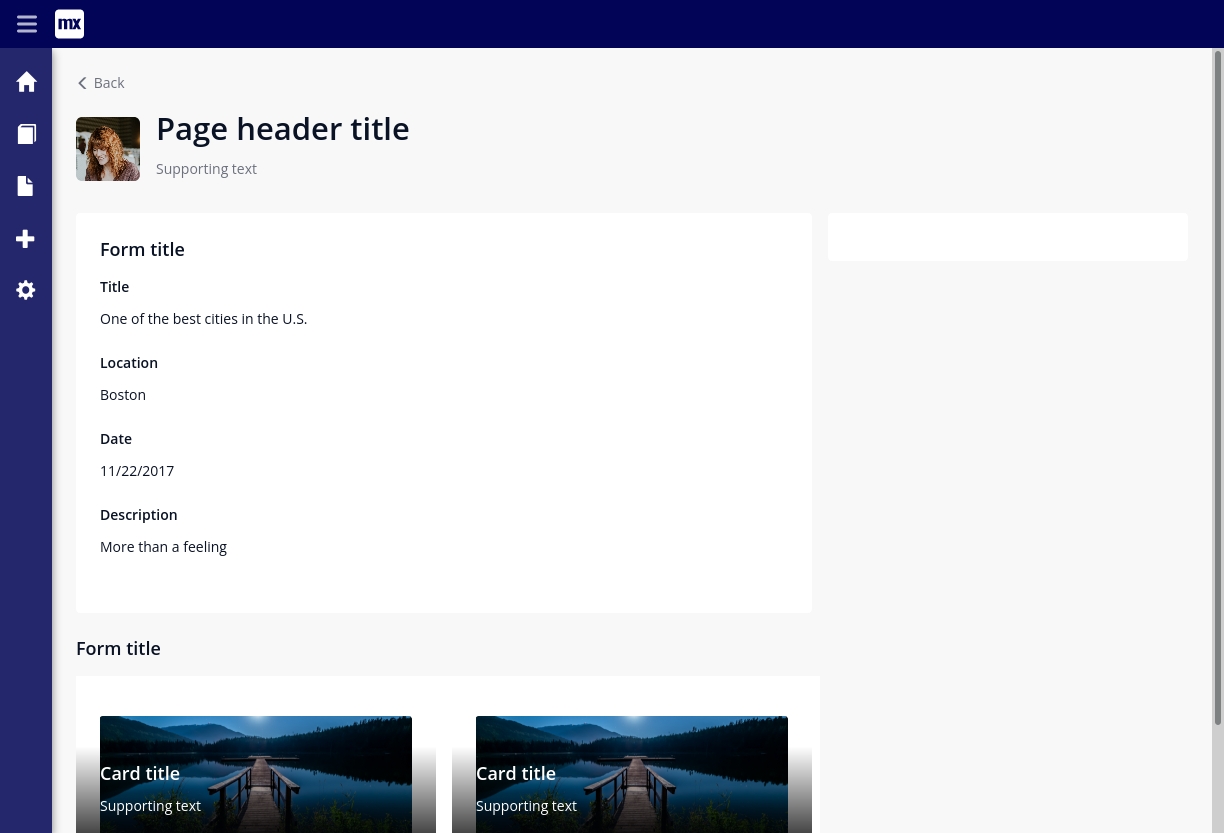 mx
Back
Page header title
Supporting text
Form title
Title
One of the best cities in the U.S.
Location
Boston
Date
11/22/2017
Description
More than a feeling
Form title
Card title
Supporting text
Card title
Supporting text